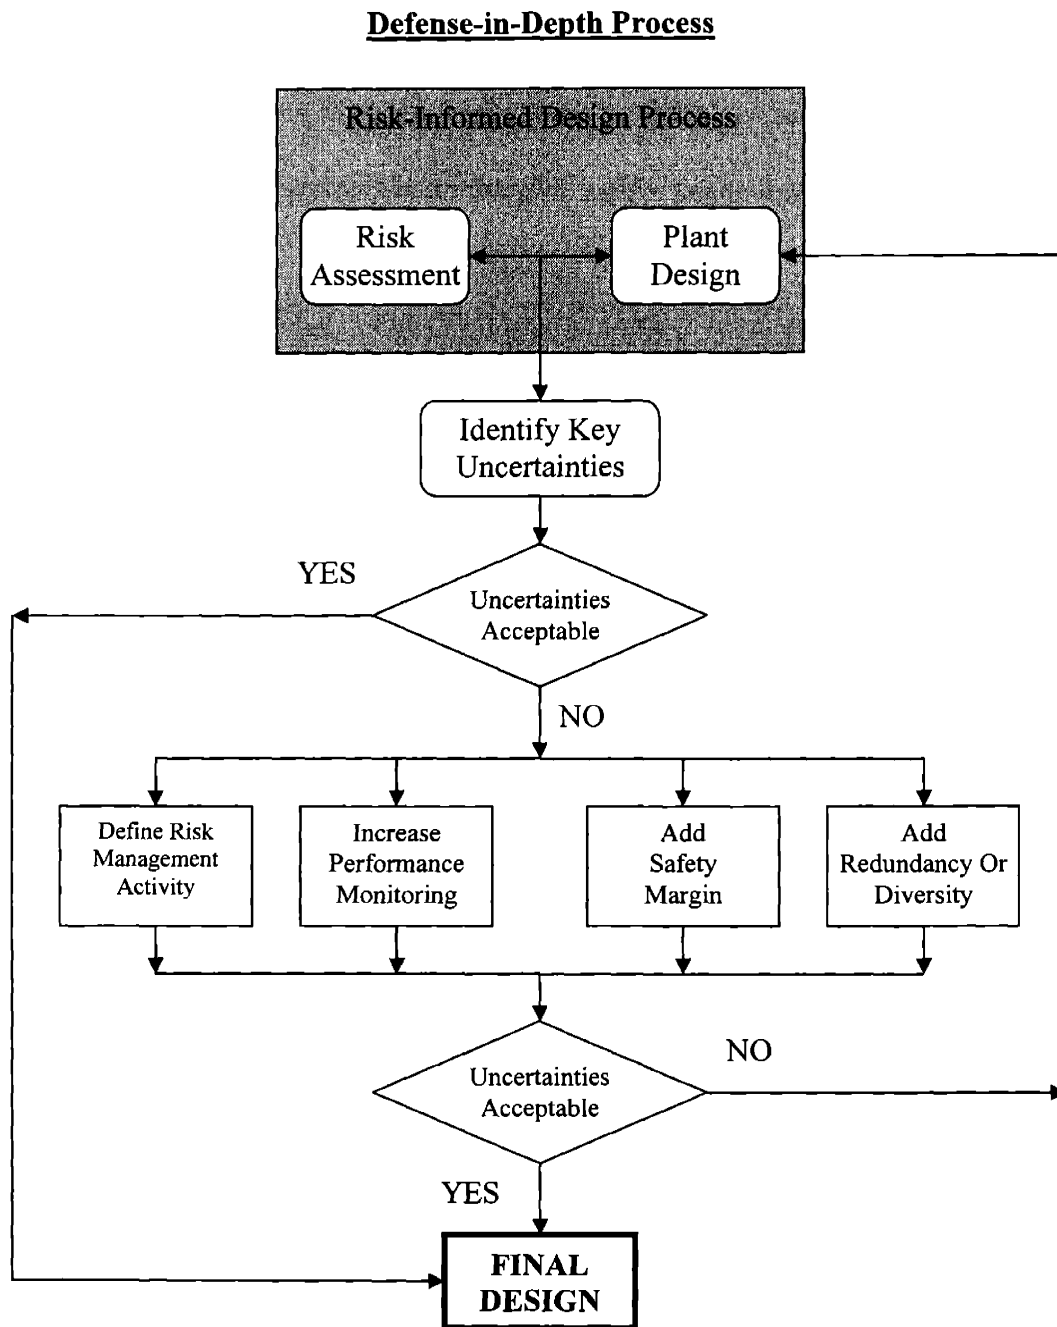 Defense-in-Depth Process
Risk-Informed Design Process
Risk
Assessment
Plant
Design
Identify Key
Uncertainties
YES
Uncertainties
Acceptable
NO
Define Risk
Management
Activity
Increase
Performance
Monitoring
Add
Safety
Margin
Add
Redundancy Or
Diversity
Uncertainties
Acceptable
NO
YES
FINAL
DESIGN